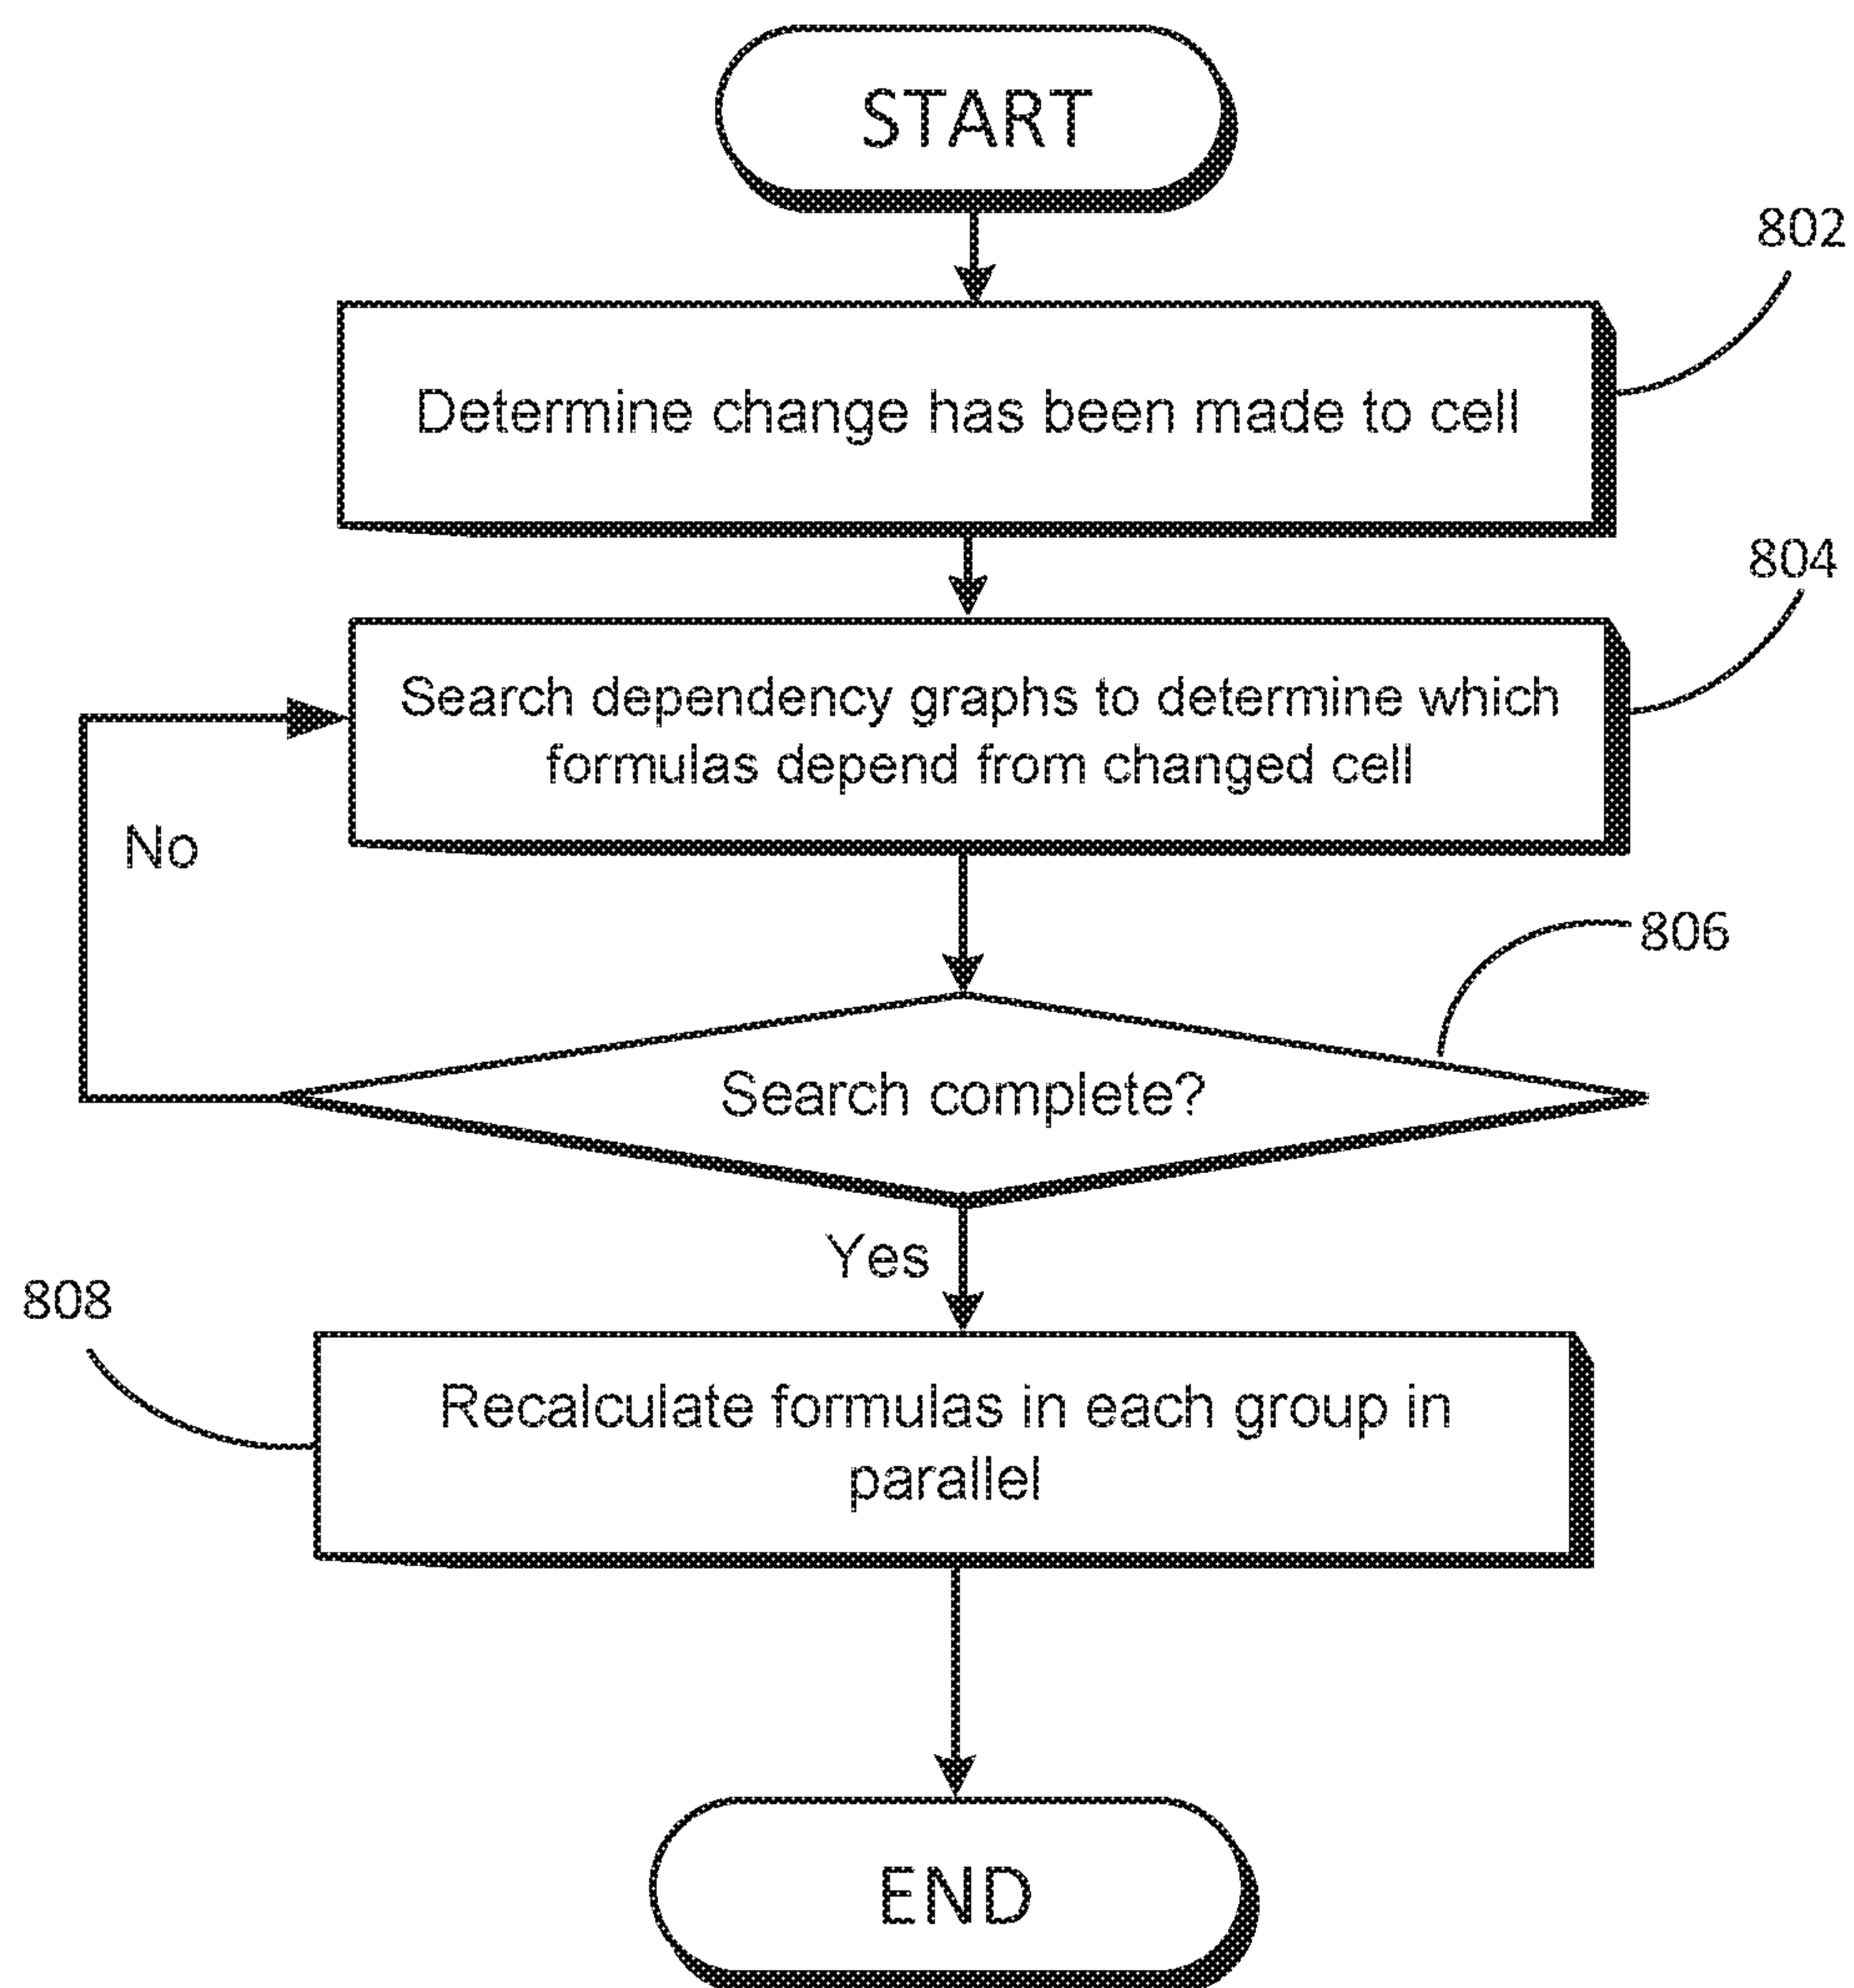 START
802
Determine change has been made to cell
804
Search dependency graphs to determine which
formulas depend from changed cell
No
806
Search complete?
Yes
808
Recalculate formulas in each group in
parallel
END